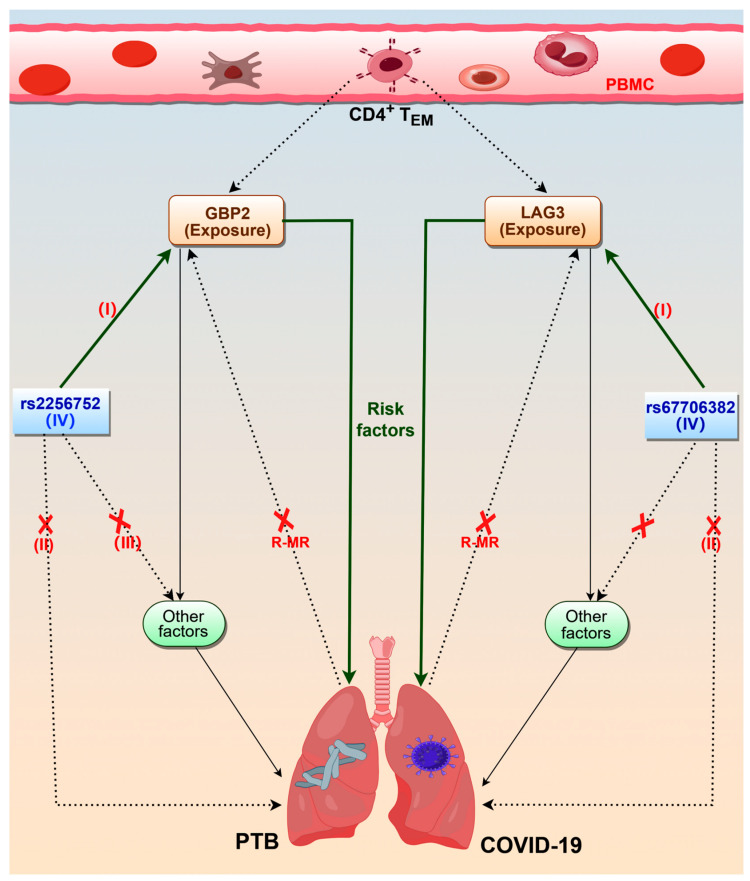 PBMC
CD4⁺ T_EM
GBP2
(Exposure)
LAG3
(Exposure)
(I)
(I)
rs2256752
(IV)
Risk
factors
rs67706382
(IV)
(II)
(III)
R-MR
R-MR
(II)
Other
factors
Other
factors
PTB
COVID-19